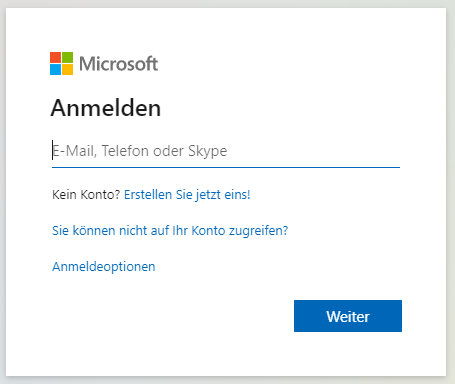 Microsoft
Anmelden
E-Mail, Telefon oder Skype
Kein Konto? Erstellen Sie jetzt eins!
Sie können nicht auf Ihr Konto zugreifen?
Anmeldeoptionen
Weiter